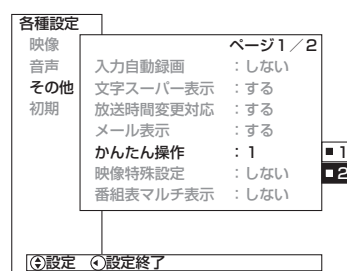 各種設定
映像
音声
その他
初期
ページ1／2
入力自動録画 ：しない
文字スーパー表示 ：する
放送時間変更対応 ：する
メール表示 ：する
かんたん操作 ：1
映像特殊設定 ：しない
番組表マルチ表示 ：しない
■1
■2
設定 設定終了